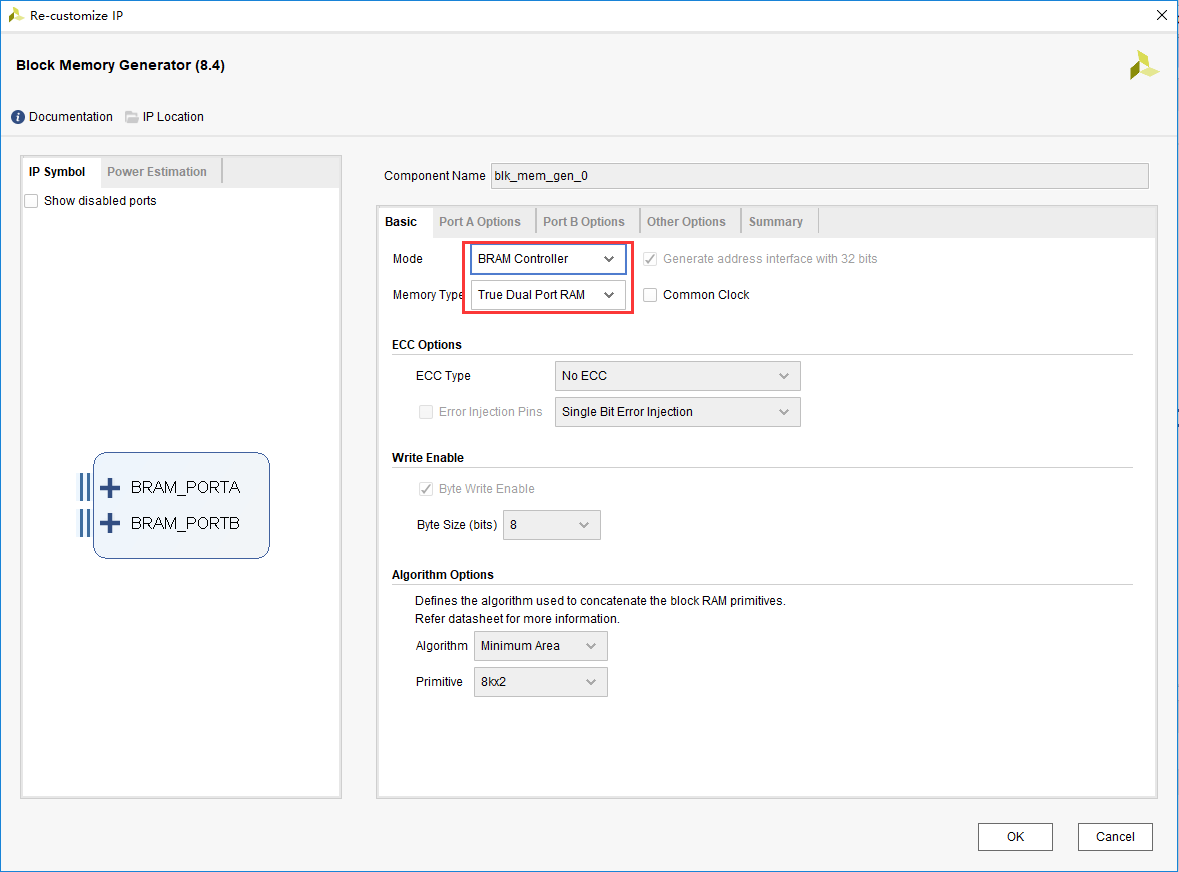 Re-customize IP
Block Memory Generator (8.4)
Documentation IP Location
IP Symbol Power Estimation
Show disabled ports
BRAM_PORTA
BRAM_PORTB
Component Name blk_mem_gen_0
Basic Port A Options Port B Options Other Options Summary
Mode BRAM Controller Generate address interface with 32 bits
Memory Type True Dual Port RAM Common Clock
ECC Options
ECC Type No ECC
Error Injection Pins Single Bit Error Injection
Write Enable
Byte Write Enable
Byte Size (bits) 8
Algorithm Options
Defines the algorithm used to concatenate the block RAM primitives.
Refer datasheet for more information.
Algorithm Minimum Area
Primitive 8kx2
OK Cancel